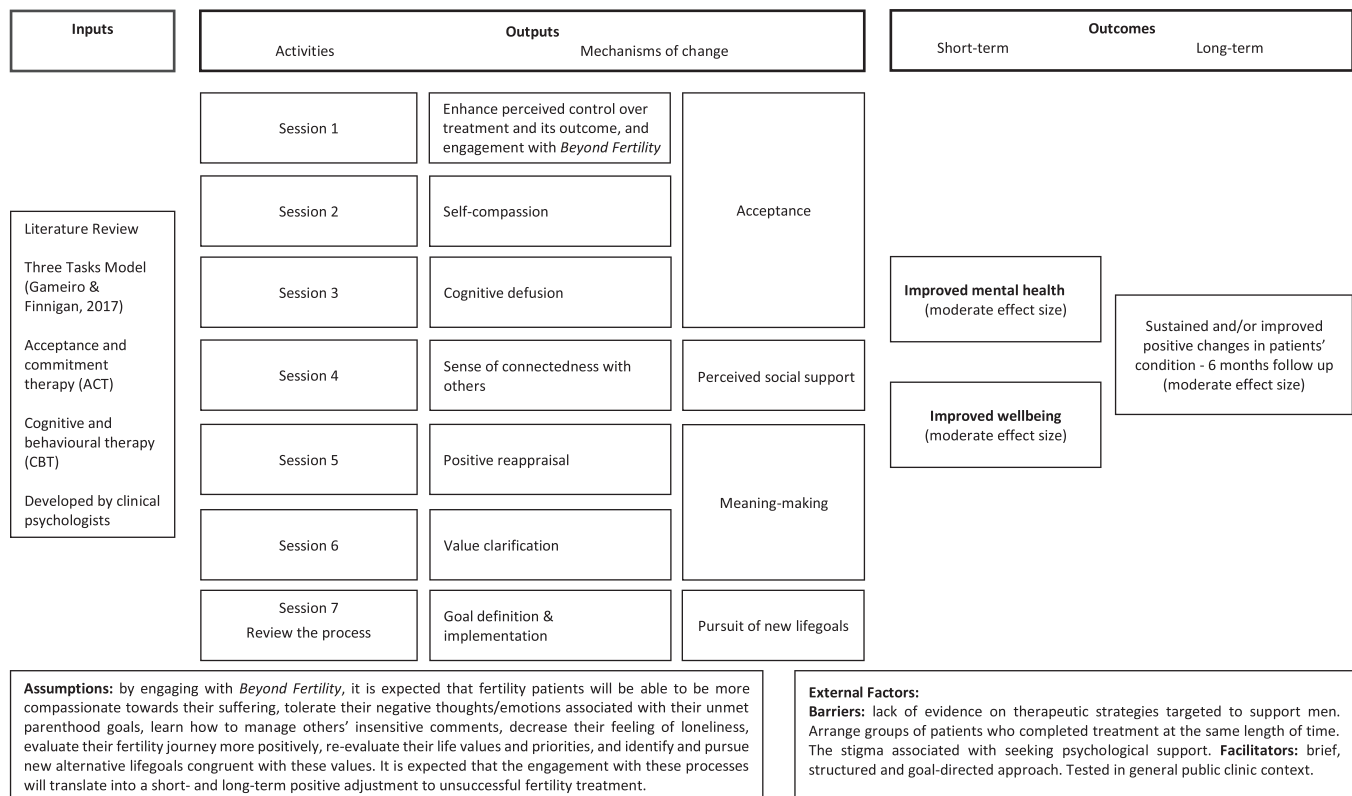 Inputs
Outputs
Activities
Mechanisms of change
Outcomes
Short-term
Long-term
Literature Review
Three Tasks Model
(Gameiro &
Finnigan, 2017)
Acceptance and
commitment
therapy (ACT)
Cognitive and
behavioural therapy
(CBT)
Developed by clinical
psychologists
Session 1
Enhance perceived control over
treatment and its outcome, and
engagement with Beyond Fertility
Session 2
Self-compassion
Session 3
Cognitive defusion
Acceptance
Session 4
Sense of connectedness with
others
Perceived social support
Session 5
Positive reappraisal
Session 6
Value clarification
Meaning-making
Session 7
Review the process
Goal definition &
implementation
Pursuit of new lifegoals
Improved mental health
(moderate effect size)
Improved wellbeing
(moderate effect size)
Sustained and/or improved
positive changes in patients’
condition - 6 months follow up
(moderate effect size)
Assumptions: by engaging with Beyond Fertility, it is expected that fertility patients will be able to be more
compassionate towards their suffering, tolerate their negative thoughts/emotions associated with their unmet
parenthood goals, learn how to manage others’ insensitive comments, decrease their feeling of loneliness,
evaluate their fertility journey more positively, re-evaluate their life values and priorities, and identify and pursue
new alternative lifegoals congruent with these values. It is expected that the engagement with these processes
will translate into a short- and long-term positive adjustment to unsuccessful fertility treatment.
External Factors:
Barriers: lack of evidence on therapeutic strategies targeted to support men.
Arrange groups of patients who completed treatment at the same length of time.
The stigma associated with seeking psychological support. Facilitators: brief,
structured and goal-directed approach. Tested in general public clinic context.